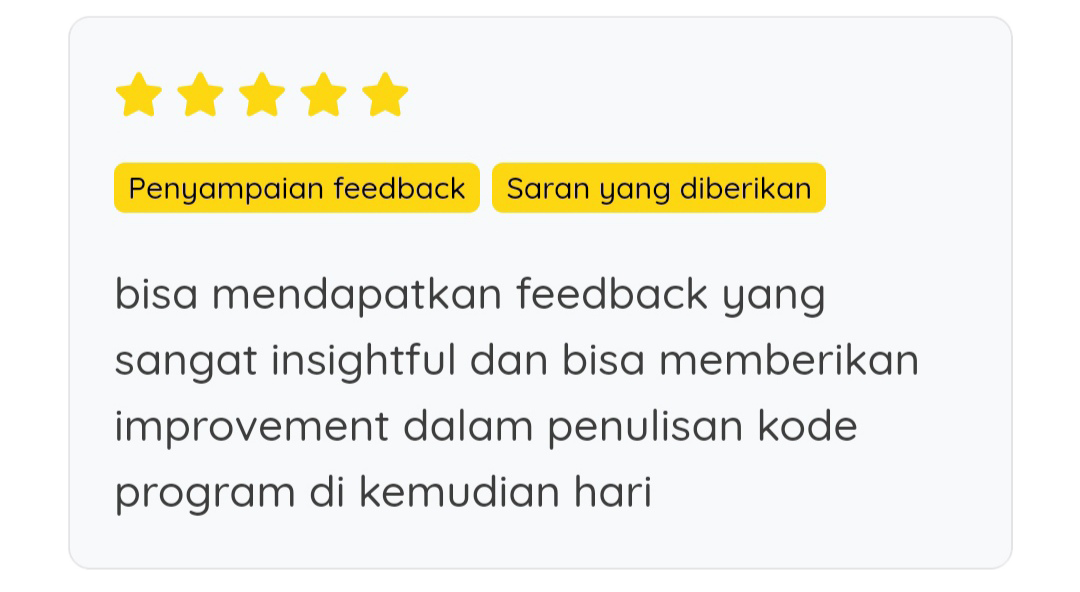 Penyampaian feedback Saran yang diberikan
bisa mendapatkan feedback yang
sangat insightful dan bisa memberikan
improvement dalam penulisan kode
program di kemudian hari